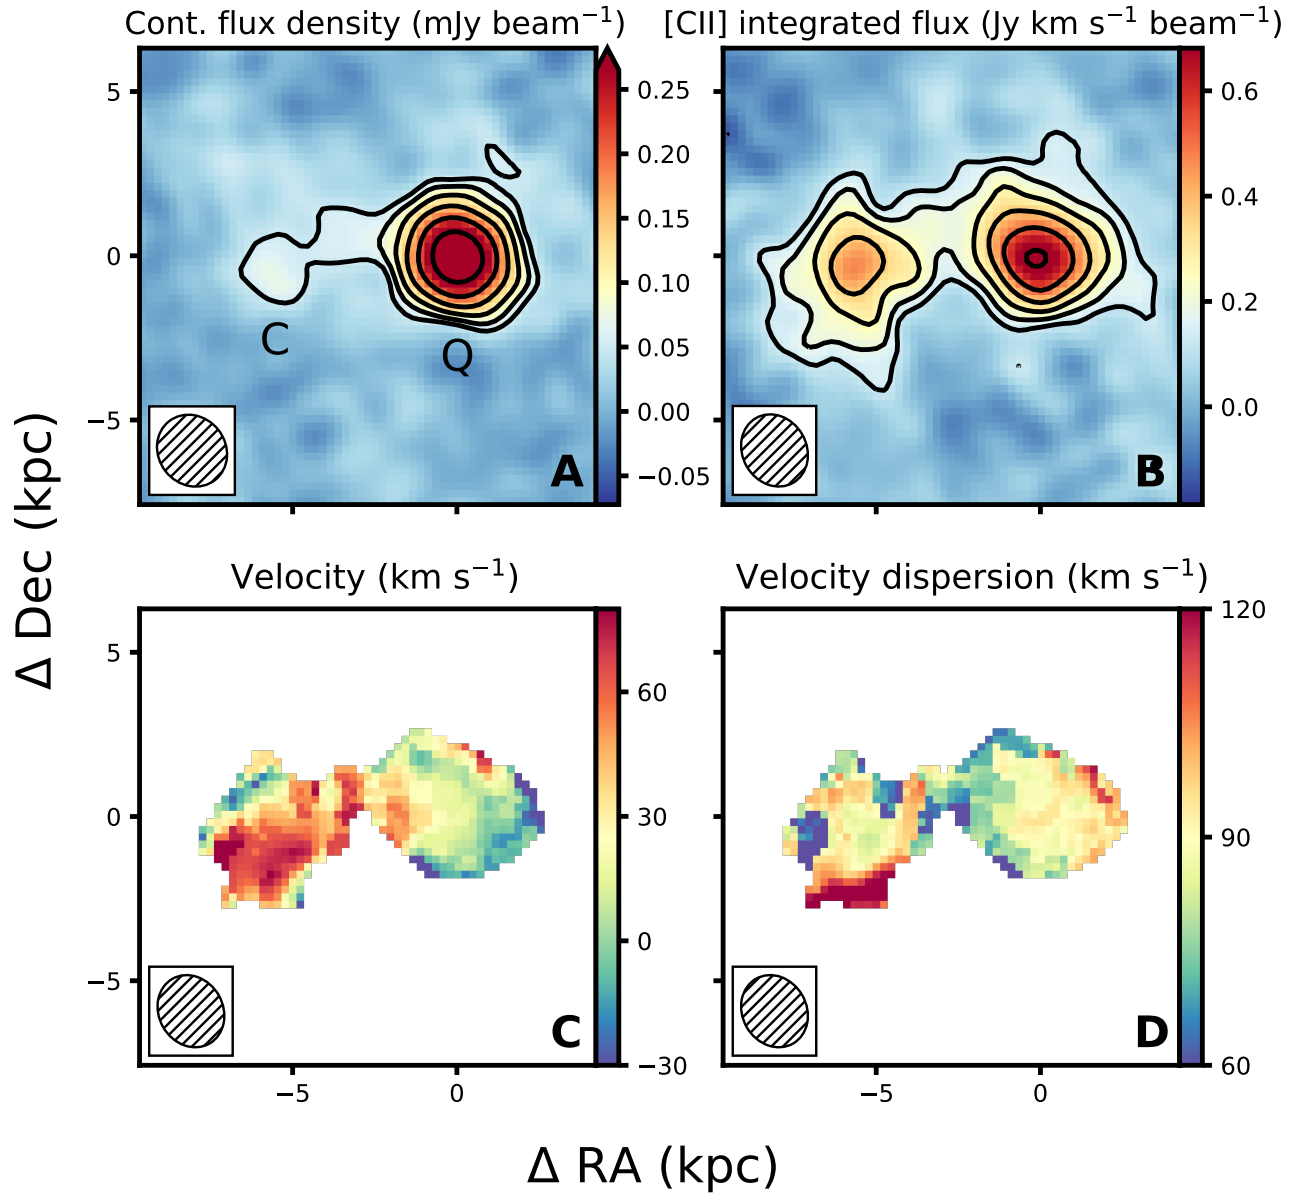 Cont. flux density (mJy beam⁻¹)
[CII] integrated flux (Jy km s⁻¹ beam⁻¹)
5
0
−5
C
Q
A
0.25
0.20
0.15
0.10
0.05
0.00
−0.05
B
0.6
0.4
0.2
0.0
Δ Dec (kpc)
Velocity (km s⁻¹)
Velocity dispersion (km s⁻¹)
5
0
−5
C
60
30
0
−30
D
120
90
60
−5
0
−5
0
Δ RA (kpc)